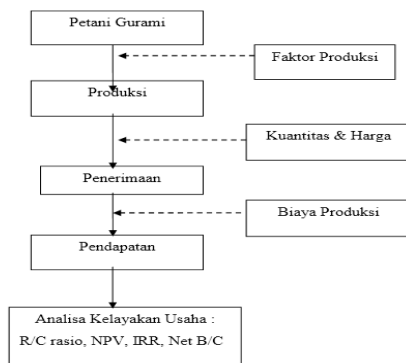 Petani Gurami
Faktor Produksi
Produksi
Kuantitas & Harga
Penerimaan
Biaya Produksi
Pendapatan
Analisa Kelayakan Usaha :
R/C rasio, NPV, IRR, Net B/C